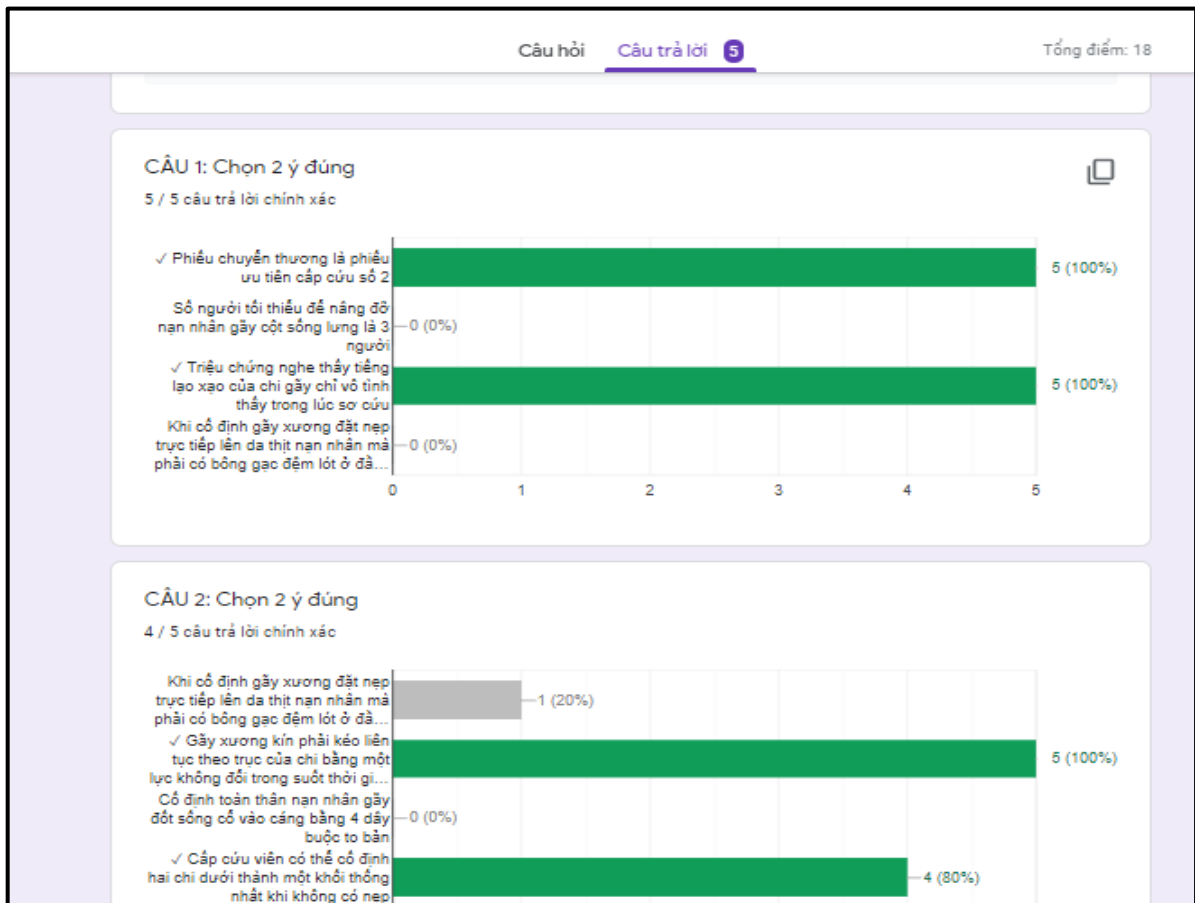 Câu hỏi Câu trả lời 5 Tổng điểm: 18
CÂU 1: Chọn 2 ý đúng
5 / 5 câu trả lời chính xác
✓ Phiếu chuyển thương là phiếu
ưu tiên cấp cứu số 2
5 (100%)
Số người tối thiểu để nâng đỡ
nạn nhân gãy cột sống lưng là 3
người
0 (0%)
✓ Triệu chứng nghe thấy tiếng
lạo xạo của chi gãy chỉ vô tình
thấy trong lúc sơ cứu
5 (100%)
Khi cố định gãy xương đặt nẹp
trực tiếp lên da thịt nạn nhân mà
phải có bông gạc đệm lót ở đầ...
0 (0%)
0 1 2 3 4 5
CÂU 2: Chọn 2 ý đúng
4 / 5 câu trả lời chính xác
Khi cố định gãy xương đặt nẹp
trực tiếp lên da thịt nạn nhân mà
phải có bông gạc đệm lót ở đầ...
1 (20%)
✓ Gãy xương kín phải kéo liên
tục theo trục của chi bằng một
lực không đổi trong suốt thời gi...
5 (100%)
Cố định toàn thân nạn nhân gãy
đốt sống cổ vào cáng bằng 4 dây
buộc to bản
0 (0%)
✓ Cấp cứu viên có thể cố định
hai chi dưới thành một khối thống
nhất khi không có nẹp
4 (80%)